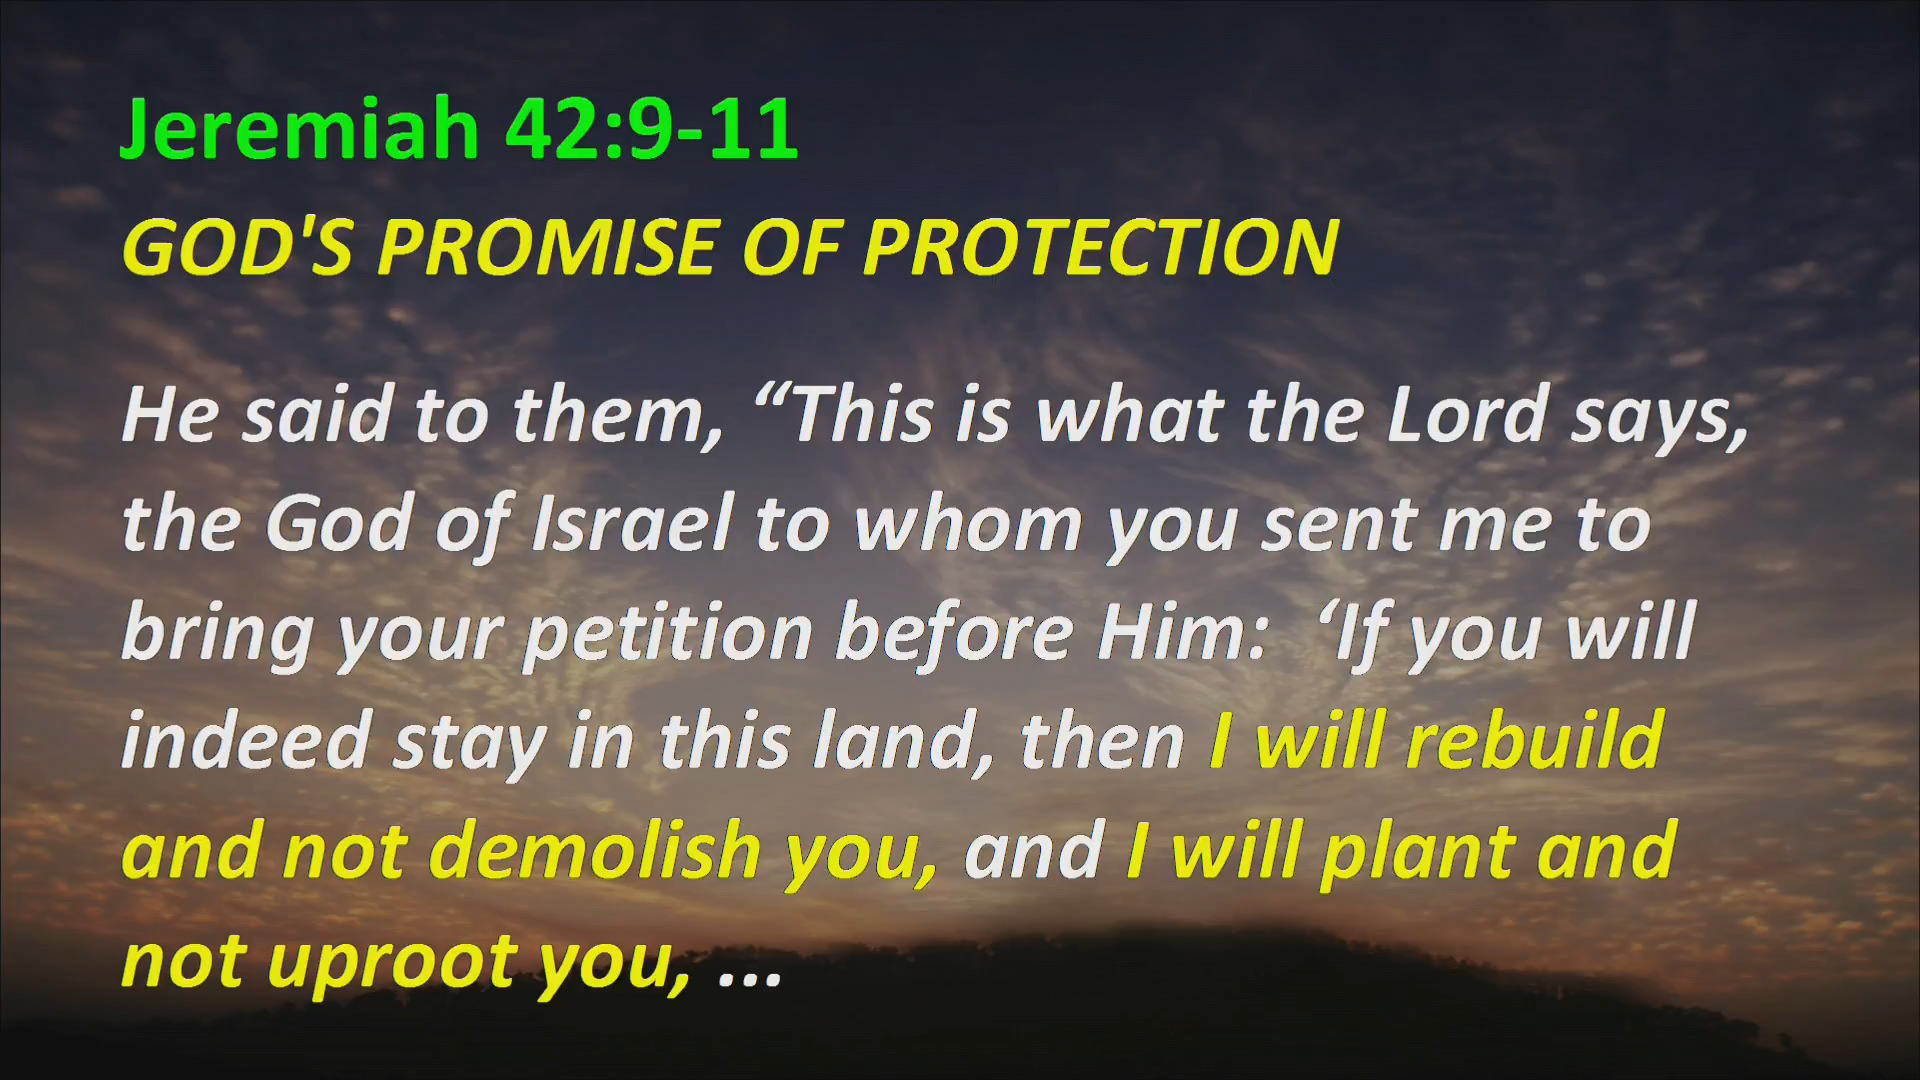 Jeremiah 42:9-11
GOD'S PROMISE OF PROTECTION
He said to them, “This is what the Lord says,
the God of Israel to whom you sent me to
bring your petition before Him:  ‘If you will
indeed stay in this land, then I will rebuild
and not demolish you, and I will plant and
not uproot you, ...